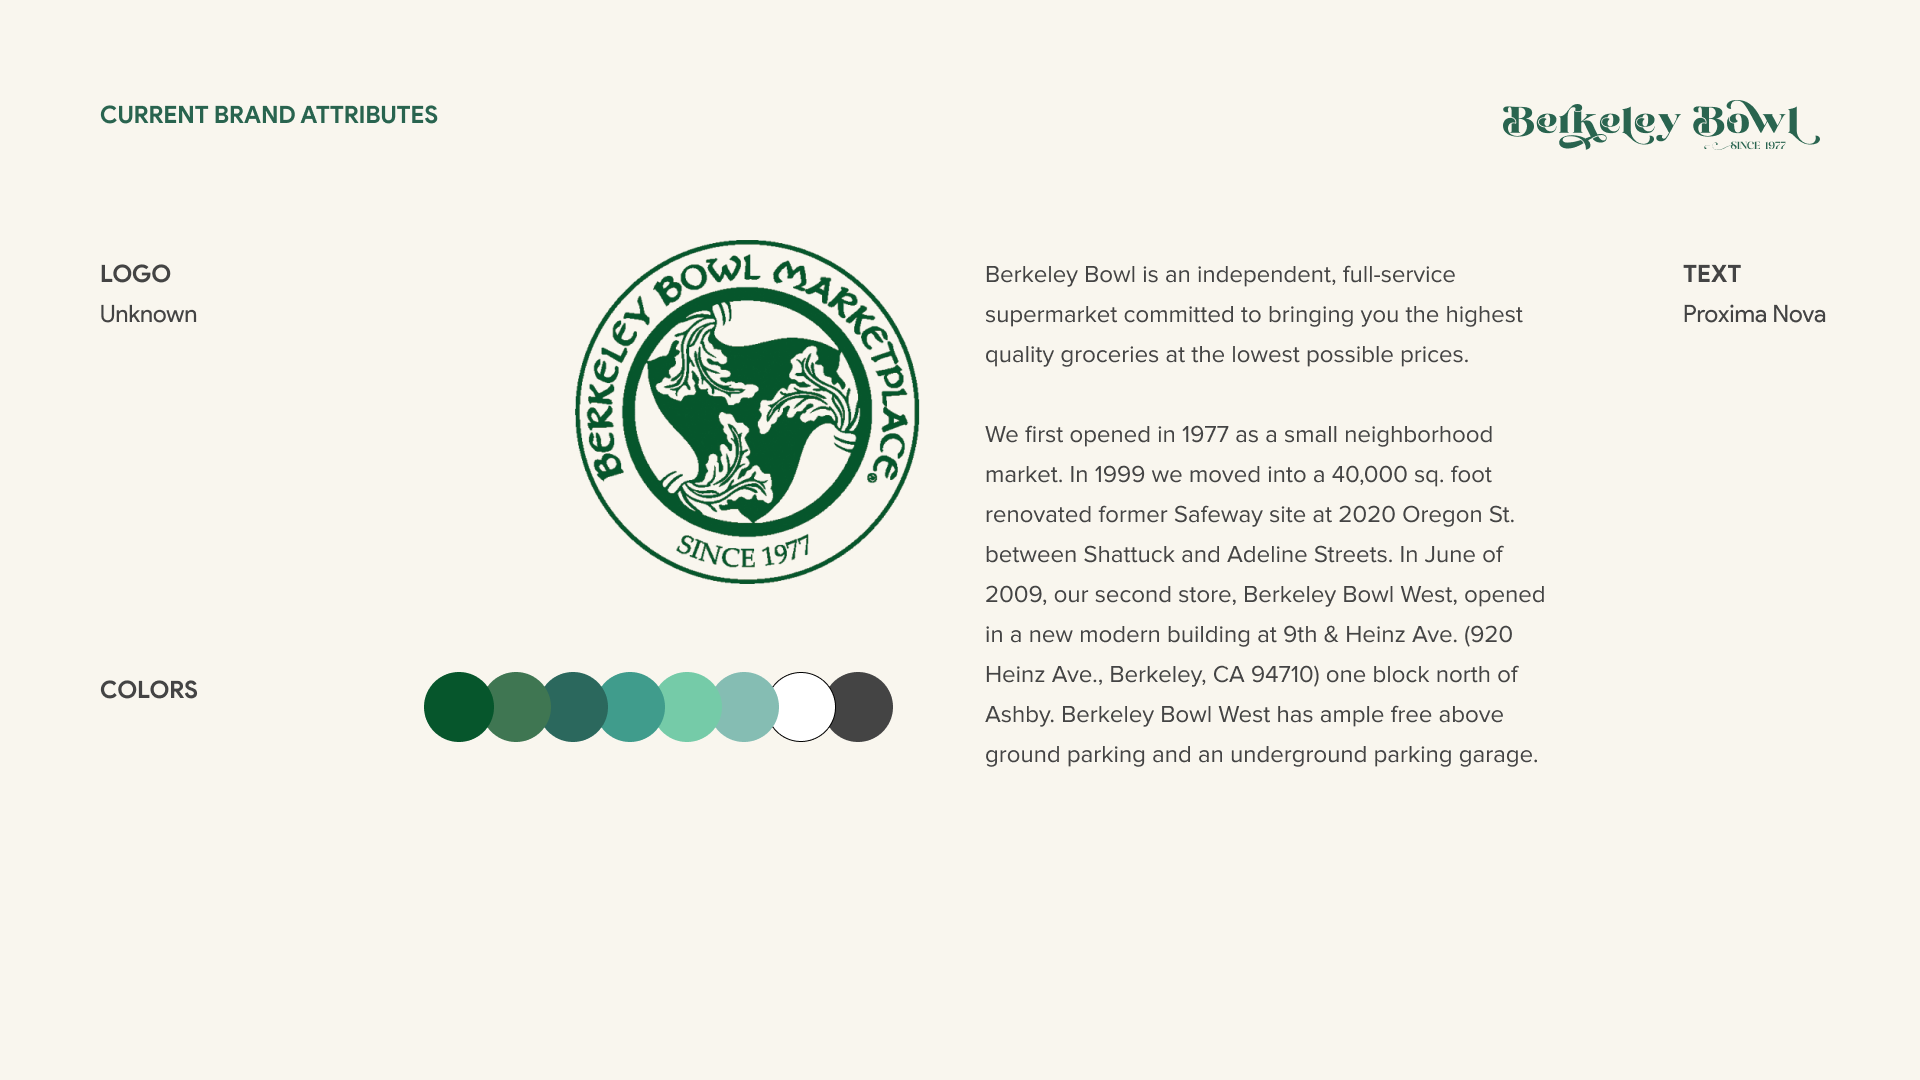 CURRENT BRAND ATTRIBUTES
Berkeley Bowl
SINCE 1977
LOGO
Unknown
BERKELEY BOWL MARKETPLACE®
SINCE 1977
COLORS
Berkeley Bowl is an independent, full-service
supermarket committed to bringing you the highest
quality groceries at the lowest possible prices.
We first opened in 1977 as a small neighborhood
market. In 1999 we moved into a 40,000 sq. foot
renovated former Safeway site at 2020 Oregon St.
between Shattuck and Adeline Streets. In June of
2009, our second store, Berkeley Bowl West, opened
in a new modern building at 9th & Heinz Ave. (920
Heinz Ave., Berkeley, CA 94710) one block north of
Ashby. Berkeley Bowl West has ample free above
ground parking and an underground parking garage.
TEXT
Proxima Nova